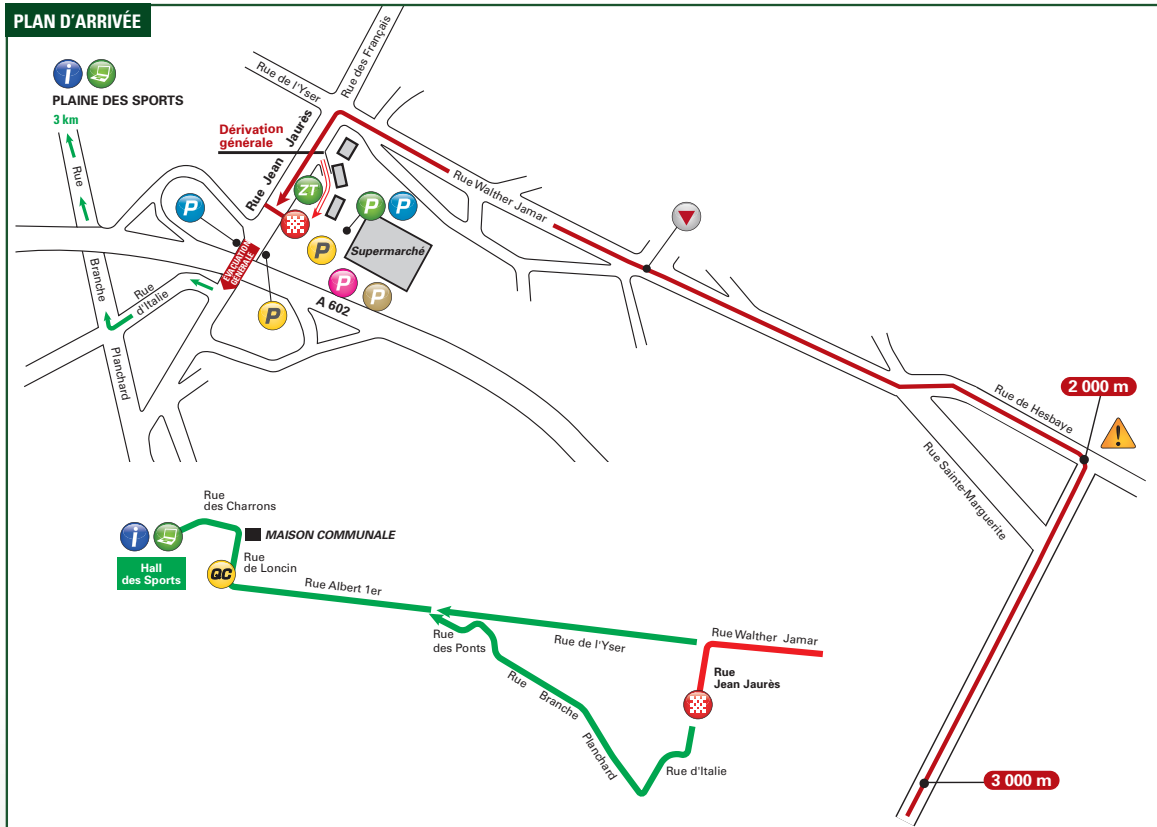 PLAN D'ARRIVÉE
i
PLAINE DES SPORTS
3 km
Rue
Branche
Planchard
Rue
d'Italie
Rue de l'Yser
Rue des Français
Dérivation
générale
Rue Jean Jaurès
ZT
P
P
P
P
Supermarché
P
P
P
ÉVACUATION
GÉNÉRALE
A 602
Rue Walther Jamar
2 000 m
Rue de Hesbaye
!
Rue Sainte-Marguerite
3 000 m
Rue
des Charrons
i
MAISON COMMUNALE
Hall
des Sports
QC
Rue
de Loncin
Rue Albert 1er
Rue
des Ponts
Rue de l'Yser
Rue Walther Jamar
Rue
Jean Jaurès
Rue Branche
Planchard
Rue d'Italie